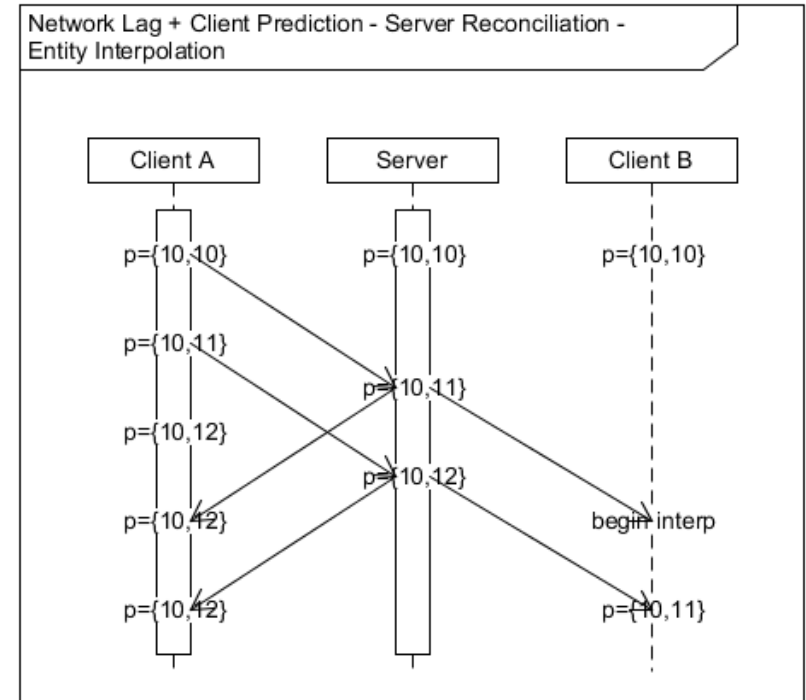 Network Lag + Client Prediction - Server Reconciliation -
Entity Interpolation
Client A
Server
Client B
p={10,10}
p={10,10}
p={10,10}
p={10,11}
p={10,11}
p={10,12}
p={10,12}
p={10,12}
begin interp
p={10,12}
p={10,11}